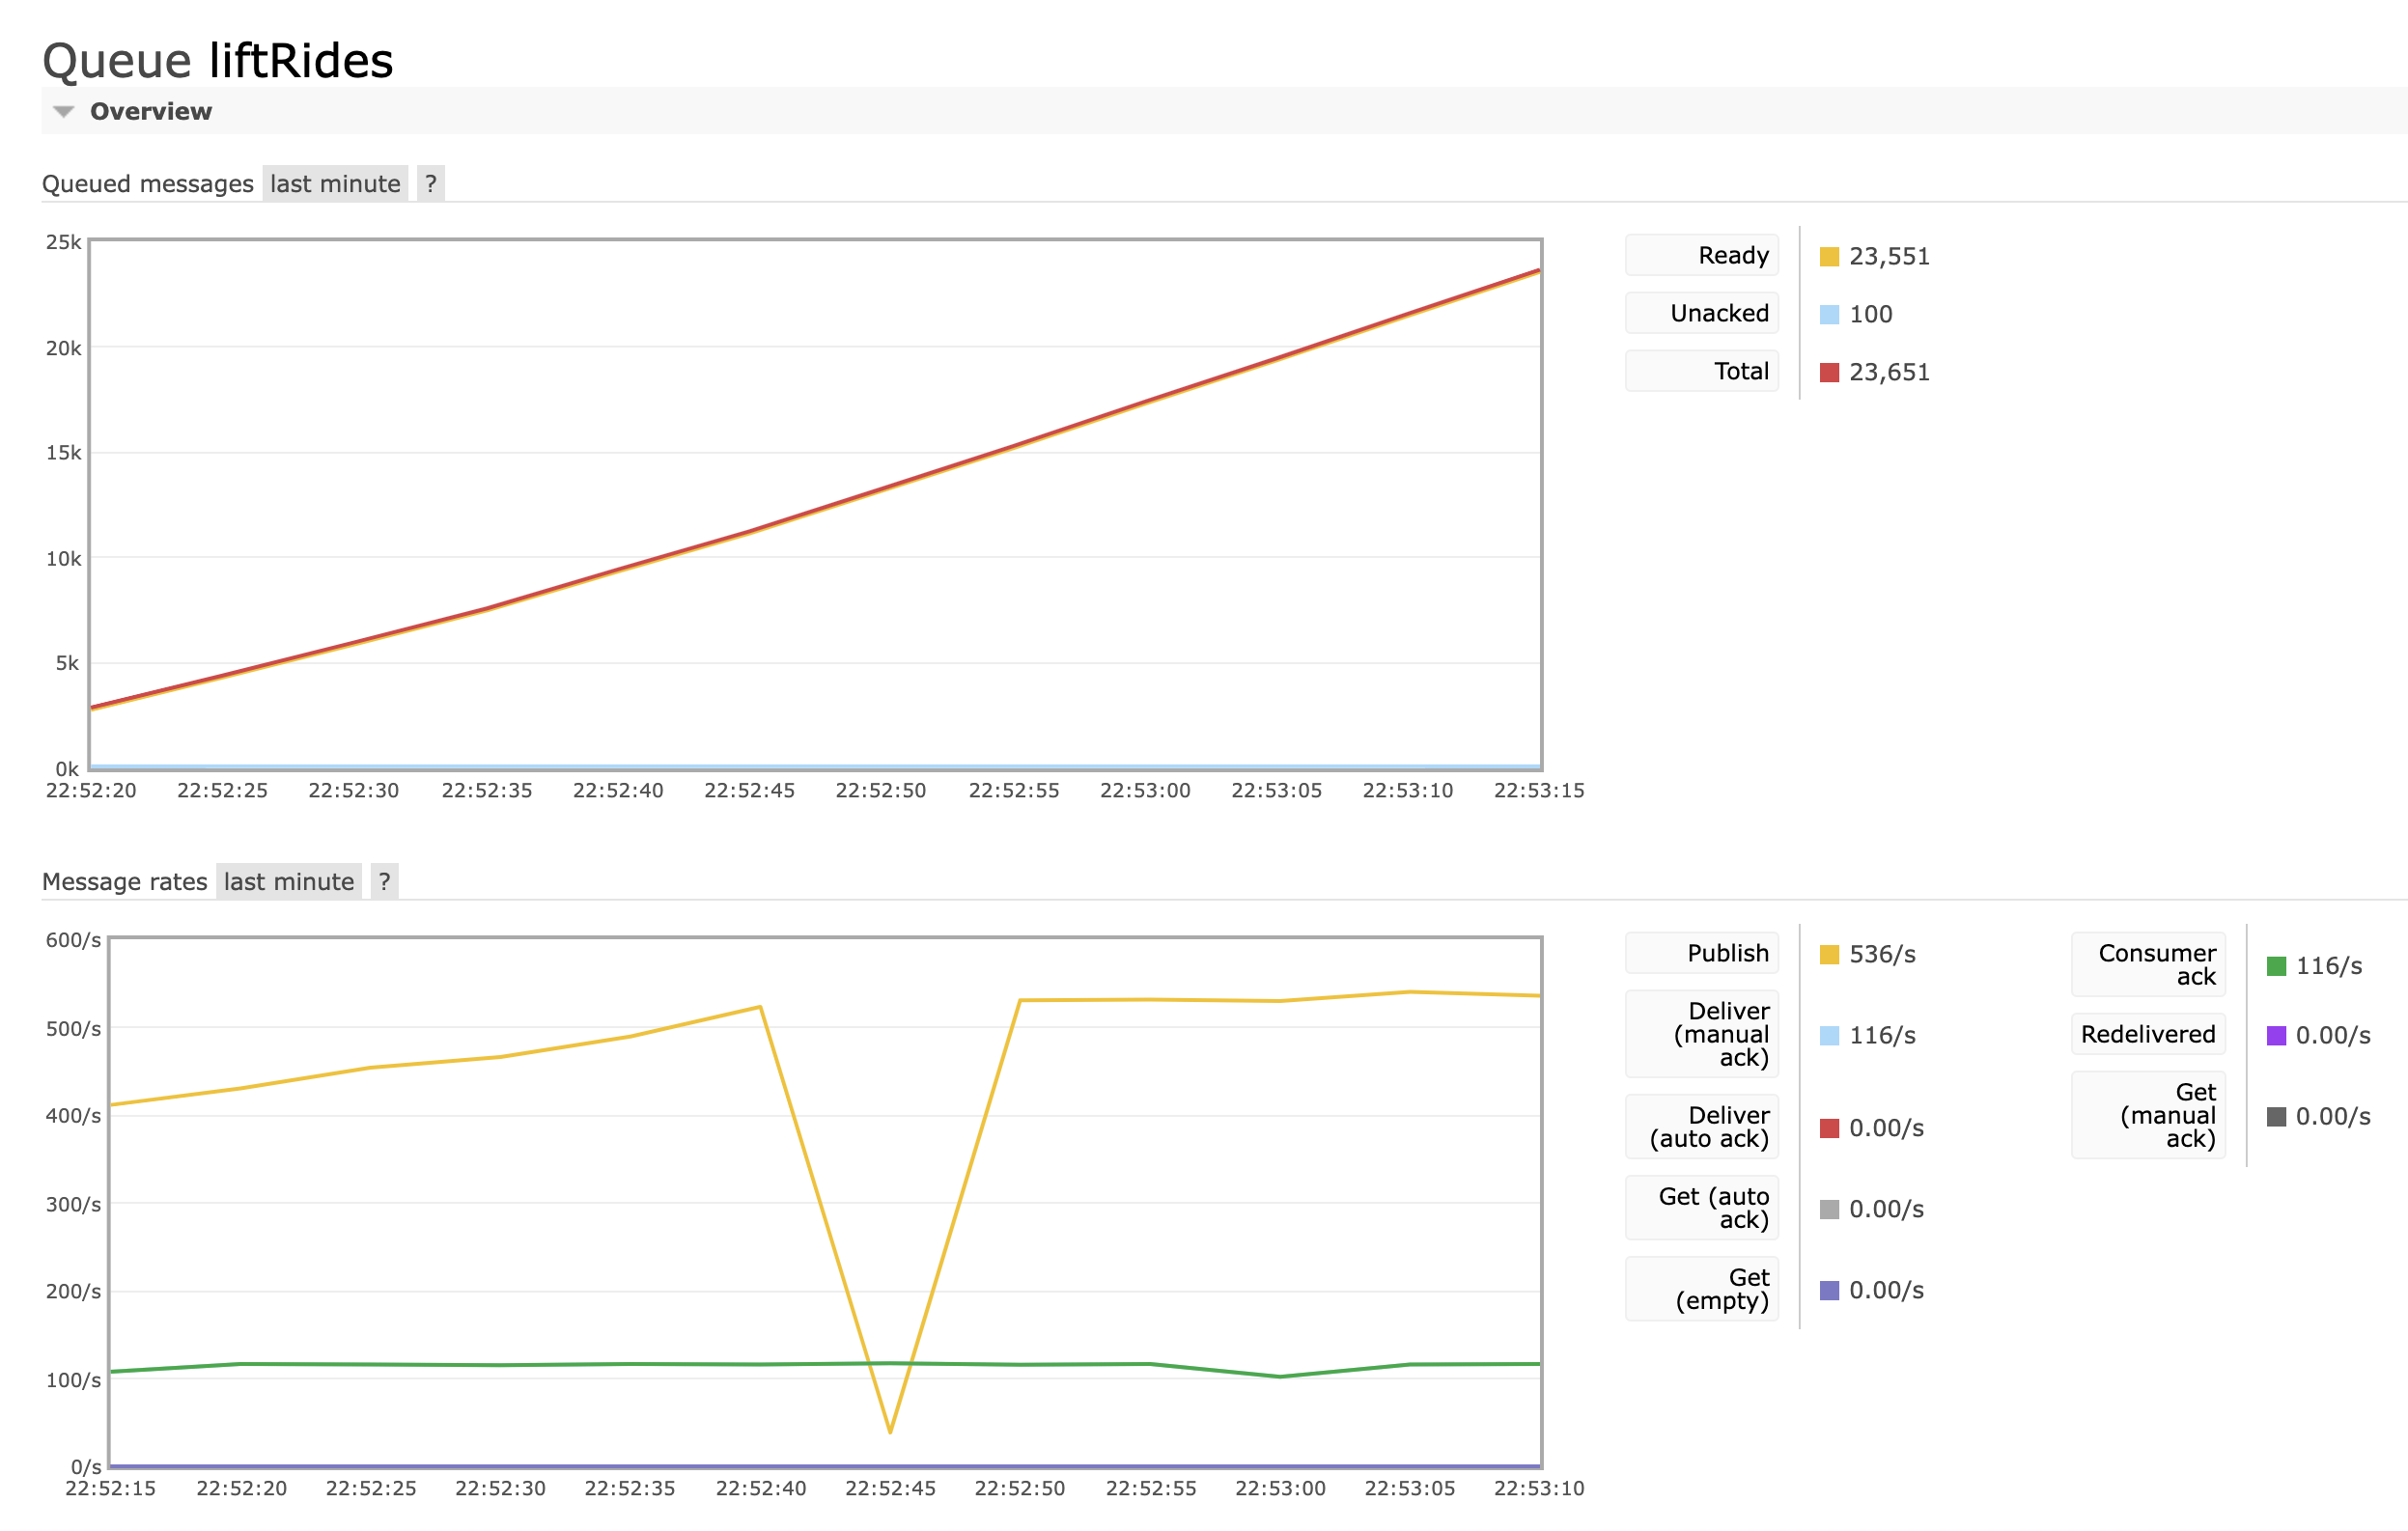 Queue liftRides
Overview
Queued messages last minute ?
25k
20k
15k
10k
5k
0k
22:52:20 22:52:25 22:52:30 22:52:35 22:52:40 22:52:45 22:52:50 22:52:55 22:53:00 22:53:05 22:53:10 22:53:15
Ready 23,551
Unacked 100
Total 23,651
Message rates last minute ?
600/s
500/s
400/s
300/s
200/s
100/s
0/s
22:52:15 22:52:20 22:52:25 22:52:30 22:52:35 22:52:40 22:52:45 22:52:50 22:52:55 22:53:00 22:53:05 22:53:10
Publish 536/s
Deliver
(manual 116/s
ack)
Deliver
(auto ack) 0.00/s
Get (auto
ack) 0.00/s
Get
(empty) 0.00/s
Consumer
ack 116/s
Redelivered 0.00/s
Get
(manual 0.00/s
ack)